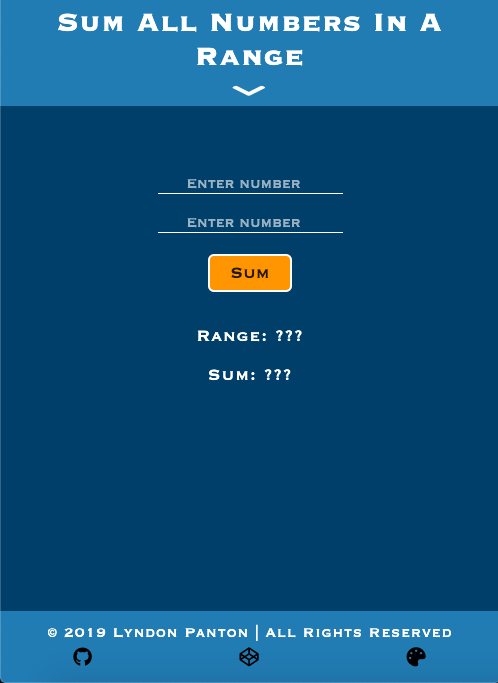 Sum All Numbers In A
Range
Enter number
Enter number
Sum
Range: ???
Sum: ???
© 2019 Lyndon Panton | All Rights Reserved